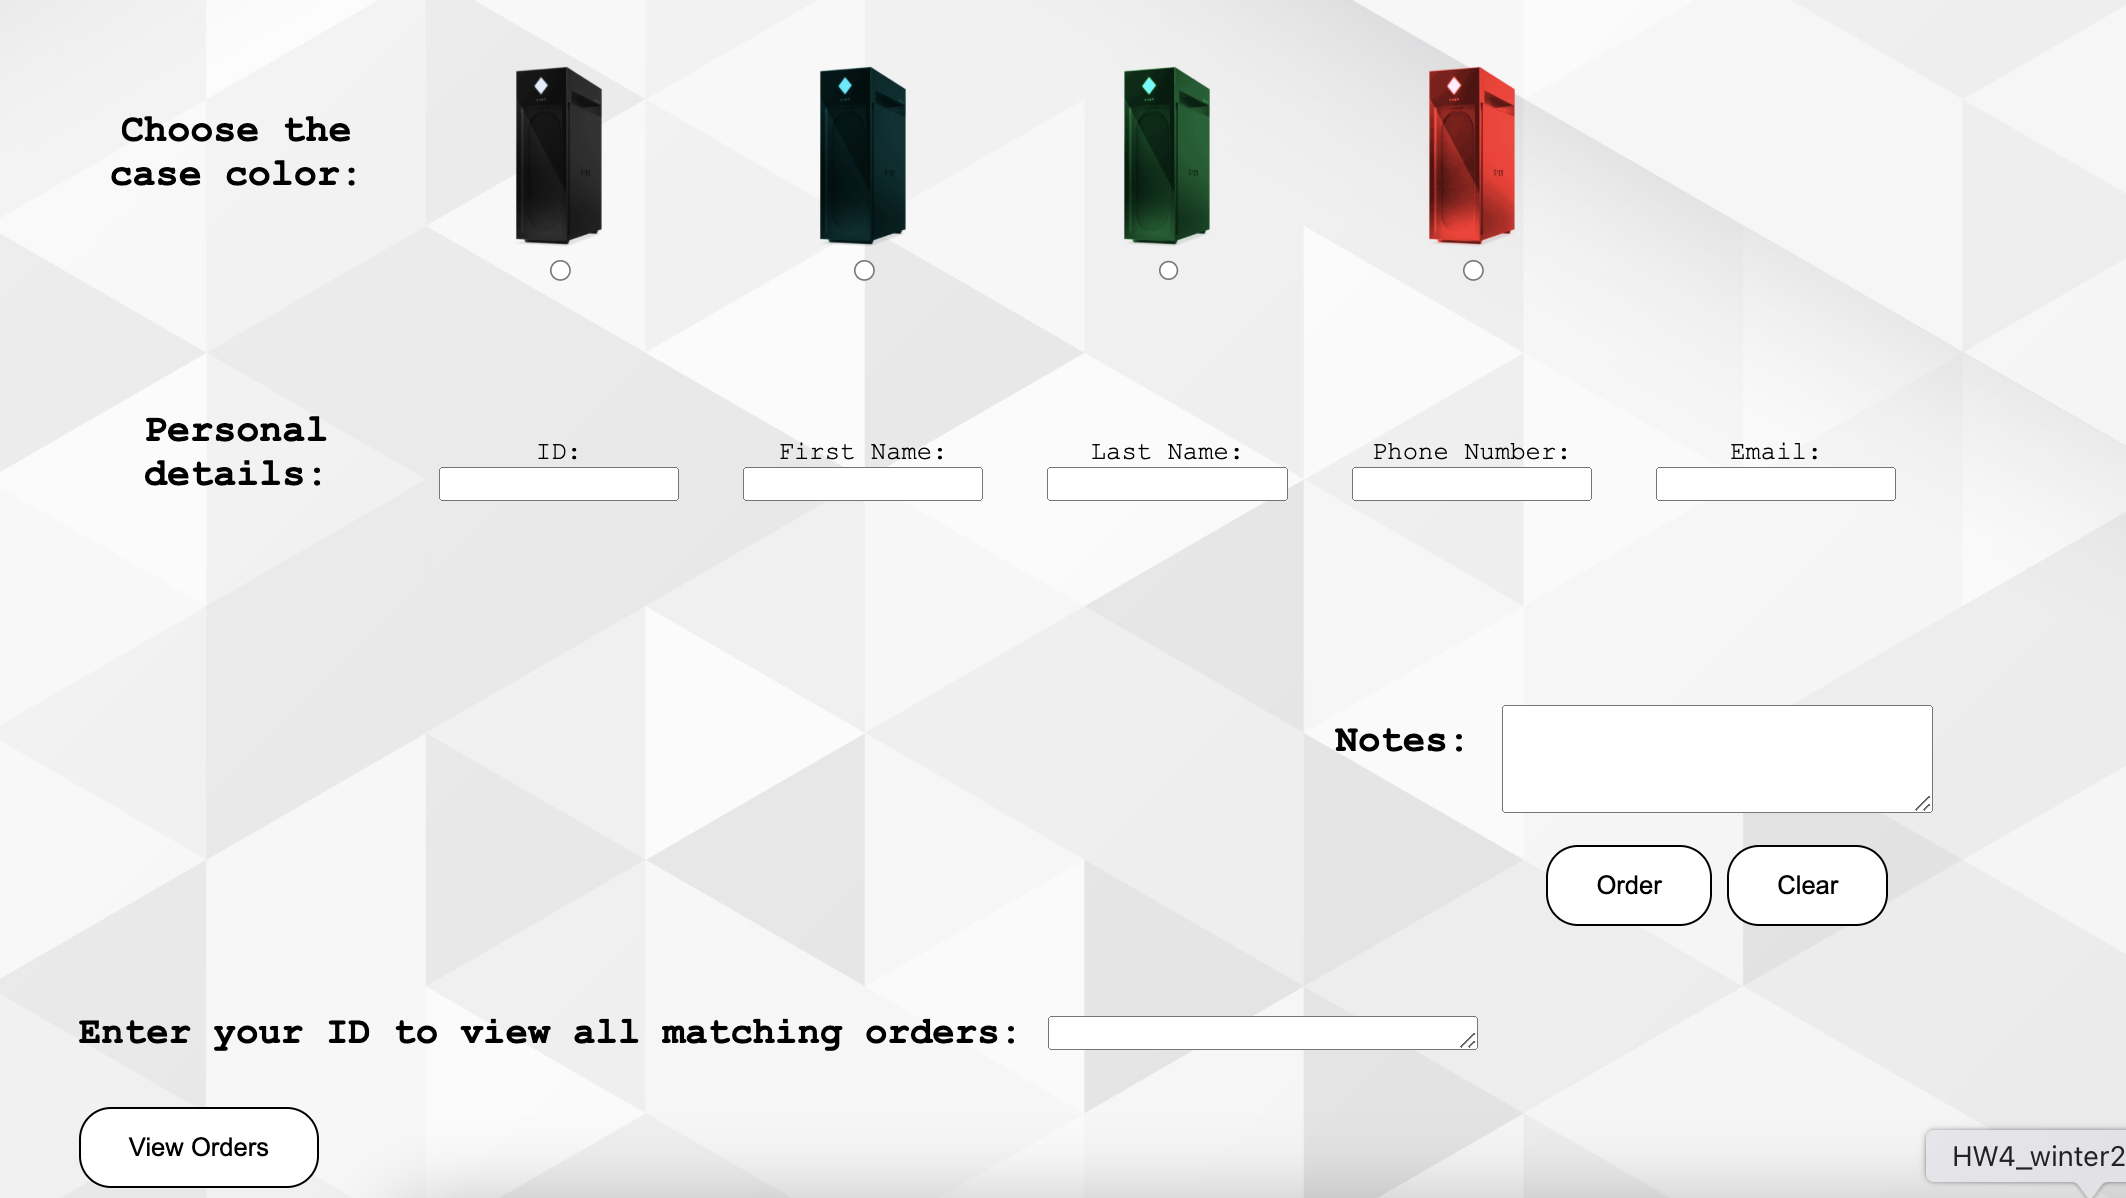 Choose the
case color:
Personal
details:
ID:
First Name:
Last Name:
Phone Number:
Email:
Notes:
Order
Clear
Enter your ID to view all matching orders:
View Orders
HW4_winter2